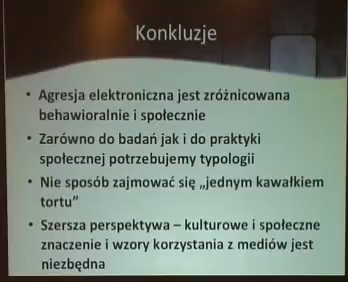 Konkluzje
• Agresja elektroniczna jest zróżnicowana
behawioralnie i społecznie
• Zarówno do badań jak i do praktyki
społecznej potrzebujemy typologii
• Nie sposób zajmować się „jednym kawałkiem
tortu”
• Szersza perspektywa – kulturowe i społeczne
znaczenie i wzory korzystania z mediów jest
niezbędna